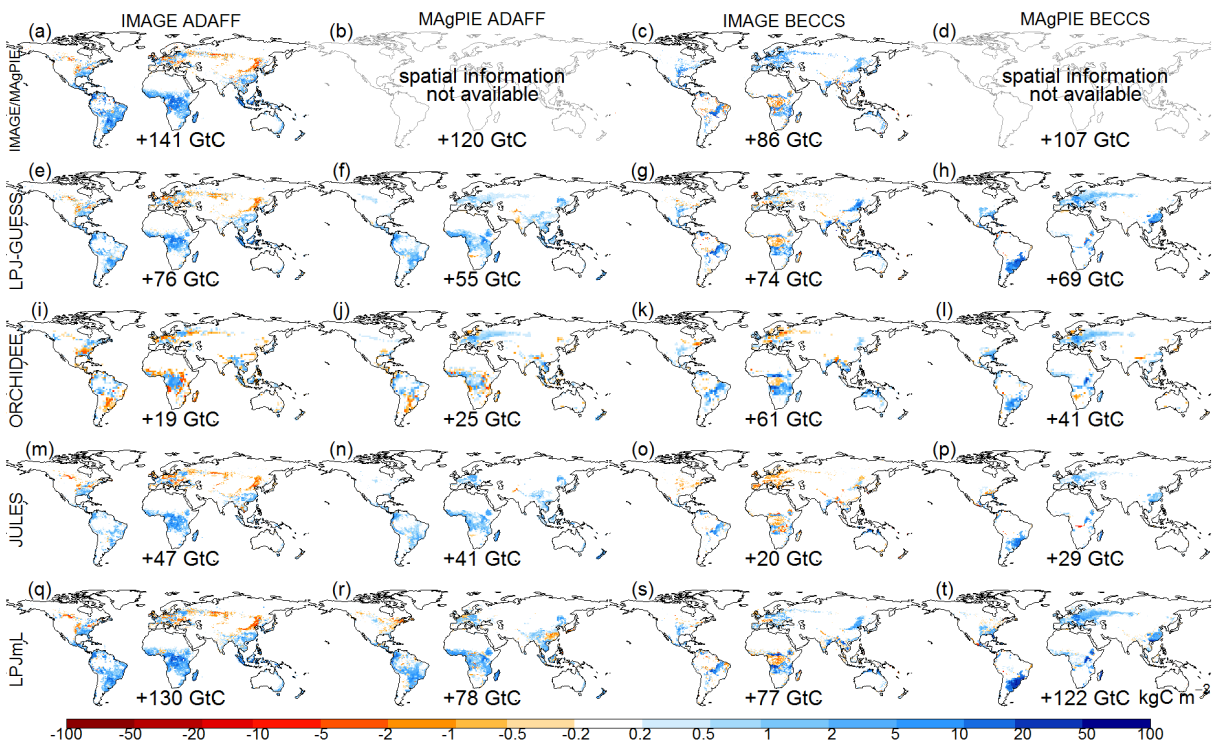 IMAGE ADAFF
MAgPIE ADAFF
IMAGE BECCS
MAgPIE BECCS
IMAGE/MAgPIE
(a)
+141 GtC
(b)
spatial information
not available
+120 GtC
(c)
+86 GtC
(d)
spatial information
not available
+107 GtC
LPJ-GUESS
(e)
+76 GtC
(f)
+55 GtC
(g)
+74 GtC
(h)
+69 GtC
ORCHIDEE
(i)
+19 GtC
(j)
+25 GtC
(k)
+61 GtC
(l)
+41 GtC
JULES
(m)
+47 GtC
(n)
+41 GtC
(o)
+20 GtC
(p)
+29 GtC
LPJmL
(q)
+130 GtC
(r)
+78 GtC
(s)
+77 GtC
(t)
+122 GtC
kgC m⁻²
-100 -50 -20 -10 -5 -2 -1 -0.5 -0.2 0.2 0.5 1 2 5 10 20 50 100